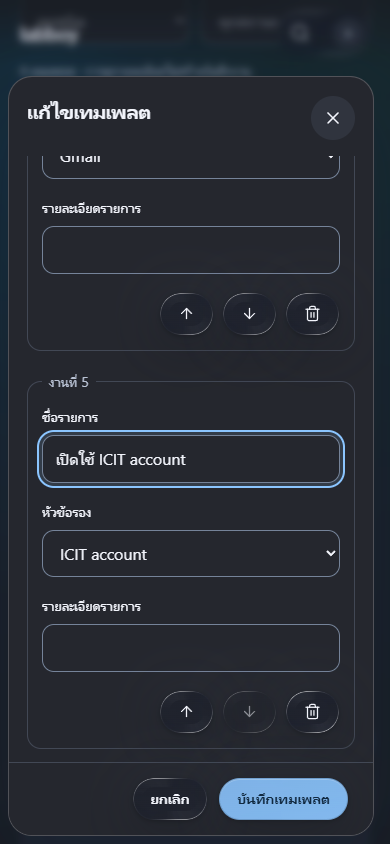 แก้ไขเทมเพลต
Gmail
รายละเอียดรายการ
งานที่ 5
ชื่อรายการ
เปิดใช้ ICIT account
หัวข้อรอง
ICIT account
รายละเอียดรายการ
ยกเลิก
บันทึกเทมเพลต